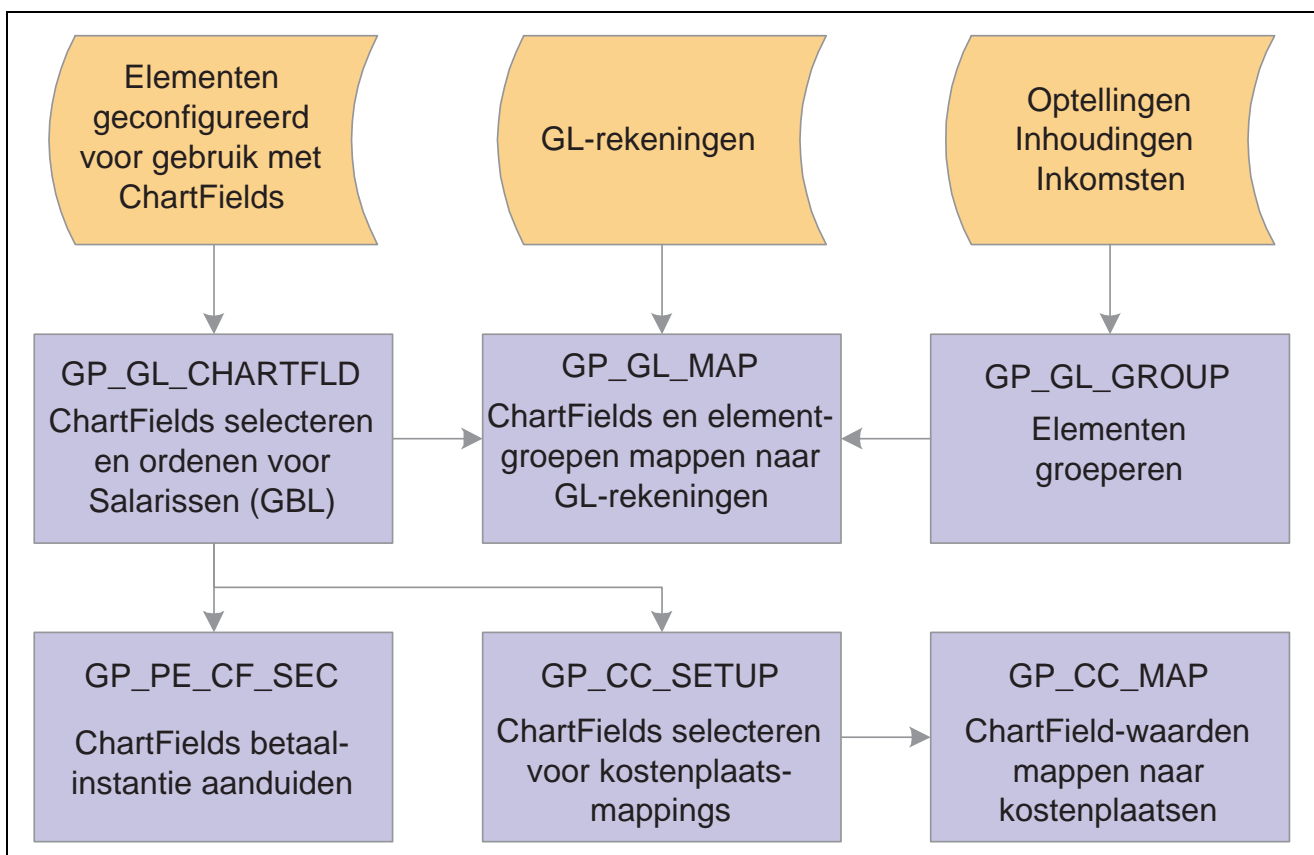 Elementen
geconfigureerd
voor gebruik met
ChartFields
GL-rekeningen
Optellingen
Inhoudingen
Inkomsten
GP_GL_CHARTFLD
ChartFields selecteren
en ordenen voor
Salarissen (GBL)
GP_GL_MAP
ChartFields en element-
groepen mappen naar
GL-rekeningen
GP_GL_GROUP
Elementen
groeperen
GP_PE_CF_SEC
ChartFields betaal-
instantie aanduiden
GP_CC_SETUP
ChartFields selecteren
voor kostenplaats-
mappings
GP_CC_MAP
ChartField-waarden
mappen naar
kostenplaatsen